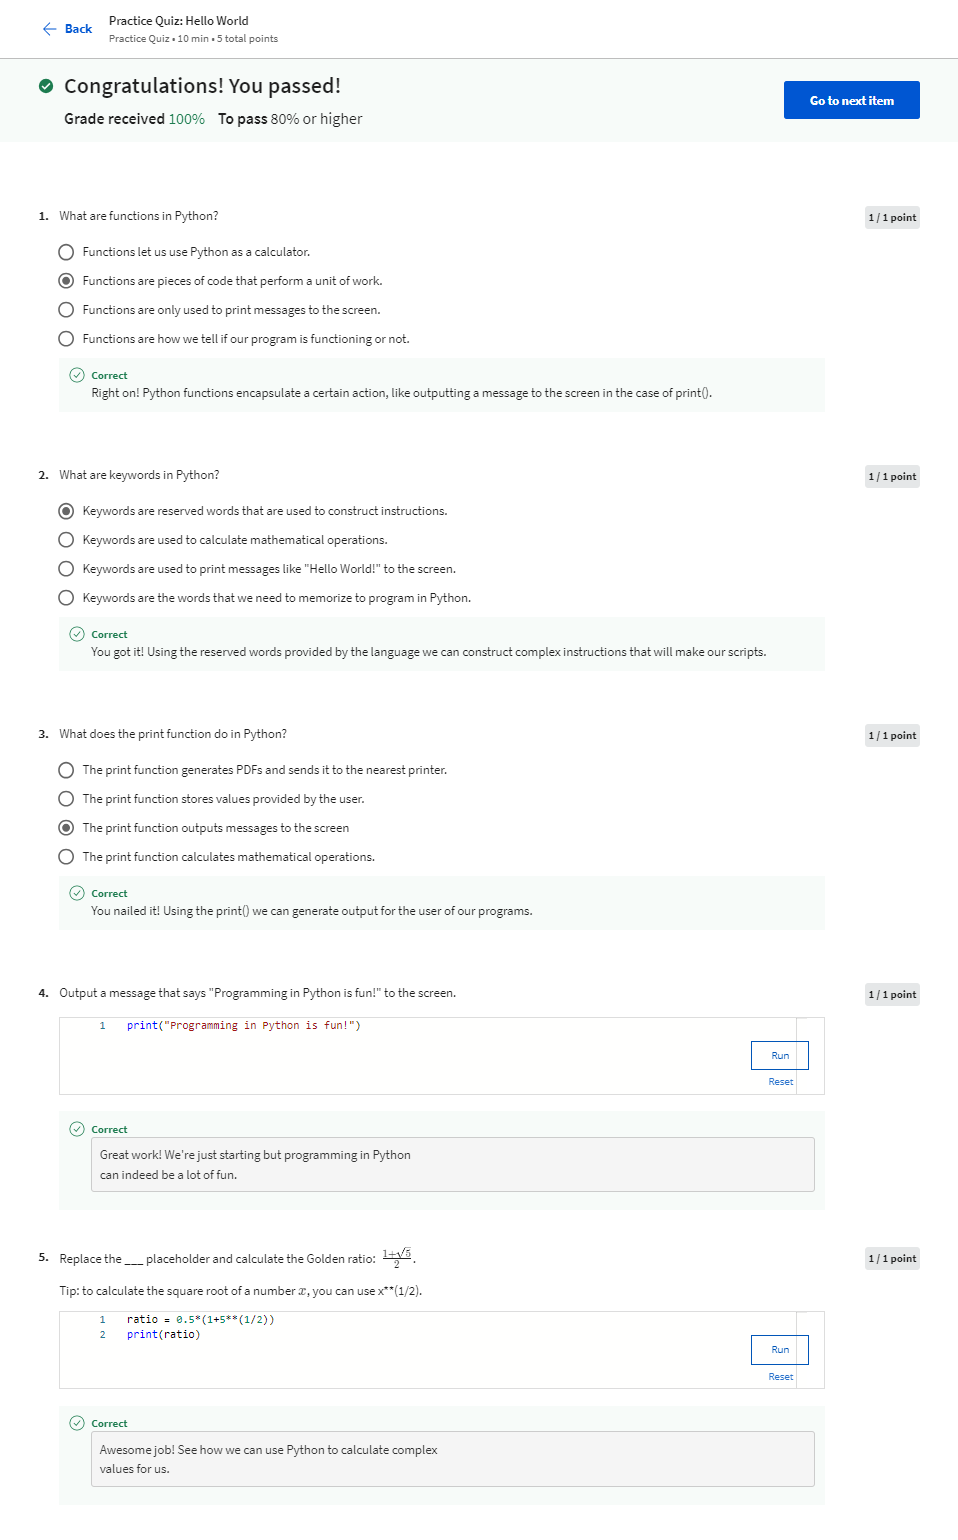 Back
Practice Quiz: Hello World
Practice Quiz • 10 min • 5 total points
Congratulations! You passed!
Grade received 100% To pass 80% or higher
Go to next item
1. What are functions in Python?
1 / 1 point
Functions let us use Python as a calculator.
Functions are pieces of code that perform a unit of work.
Functions are only used to print messages to the screen.
Functions are how we tell if our program is functioning or not.
Correct
Right on! Python functions encapsulate a certain action, like outputting a message to the screen in the case of print().
2. What are keywords in Python?
1 / 1 point
Keywords are reserved words that are used to construct instructions.
Keywords are used to calculate mathematical operations.
Keywords are used to print messages like "Hello World!" to the screen.
Keywords are the words that we need to memorize to program in Python.
Correct
You got it! Using the reserved words provided by the language we can construct complex instructions that will make our scripts.
3. What does the print function do in Python?
1 / 1 point
The print function generates PDFs and sends it to the nearest printer.
The print function stores values provided by the user.
The print function outputs messages to the screen
The print function calculates mathematical operations.
Correct
You nailed it! Using the print() we can generate output for the user of our programs.
4. Output a message that says "Programming in Python is fun!" to the screen.
1 / 1 point
1 print("Programming in Python is fun!")
Run
Reset
Correct
Great work! We're just starting but programming in Python
can indeed be a lot of fun.
5. Replace the ___ placeholder and calculate the Golden ratio: (1+√5)/2.
1 / 1 point
Tip: to calculate the square root of a number x, you can use x**(1/2).
1 ratio = 0.5*(1+5**(1/2))
2 print(ratio)
Run
Reset
Correct
Awesome job! See how we can use Python to calculate complex
values for us.